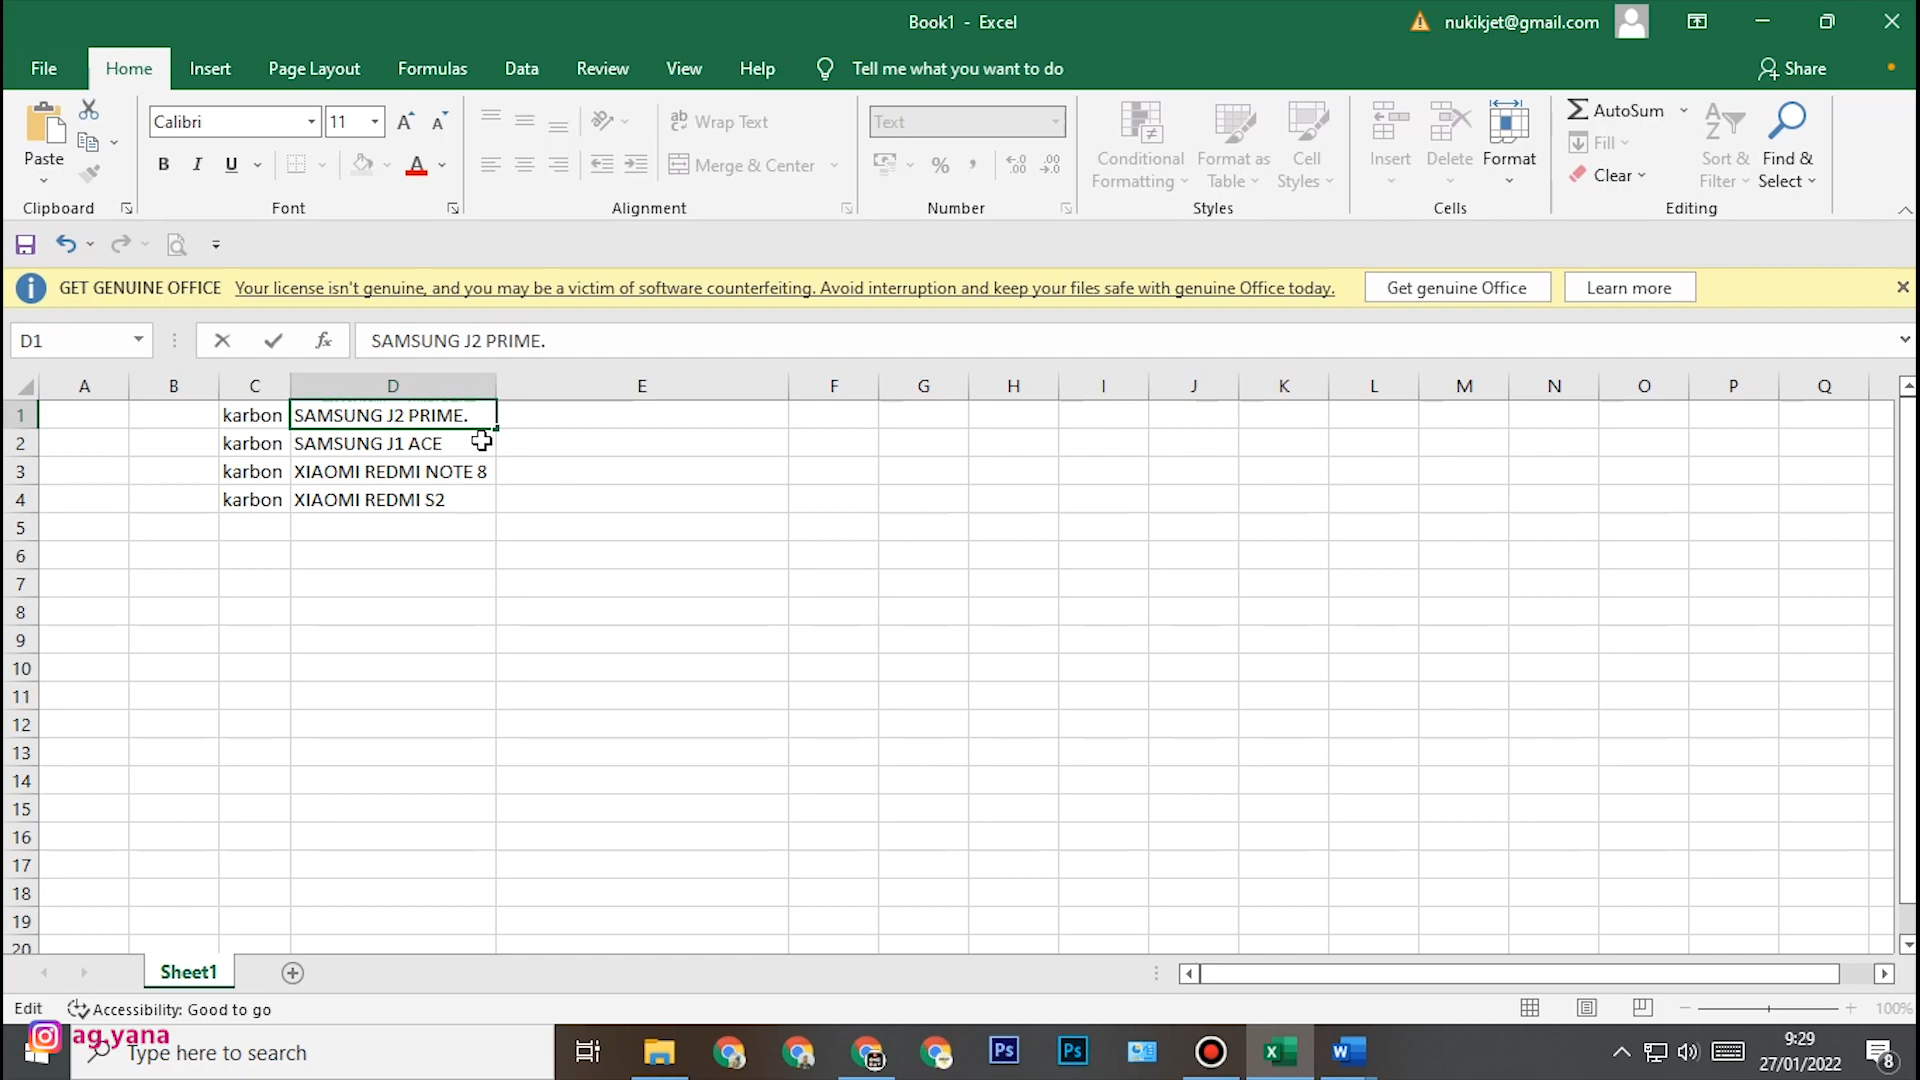 Book1 - Excel
nukikjet@gmail.com
File Home Insert Page Layout Formulas Data Review View Help Tell me what you want to do Share
Paste
Clipboard
Calibri 11
B I U A
Font
ab Wrap Text
Merge & Center
Alignment
Text
% ,
Number
Conditional Formatting
Format as Table
Cell Styles
Styles
Insert Delete Format
Cells
AutoSum
Fill
Clear
Sort & Filter
Find & Select
Editing
GET GENUINE OFFICE Your license isn't genuine, and you may be a victim of software counterfeiting. Avoid interruption and keep your files safe with genuine Office today. Get genuine Office Learn more
D1 fx SAMSUNG J2 PRIME.
A B C D E F G H I J K L M N O P Q
1 karbon SAMSUNG J2 PRIME.
2 karbon SAMSUNG J1 ACE
3 karbon XIAOMI REDMI NOTE 8
4 karbon XIAOMI REDMI S2
5
6
7
8
9
10
11
12
13
14
15
16
17
18
19
20
Sheet1
Edit Accessibility: Good to go 100%
ag.yana
Type here to search
Ps Ps
9:29
27/01/2022
8